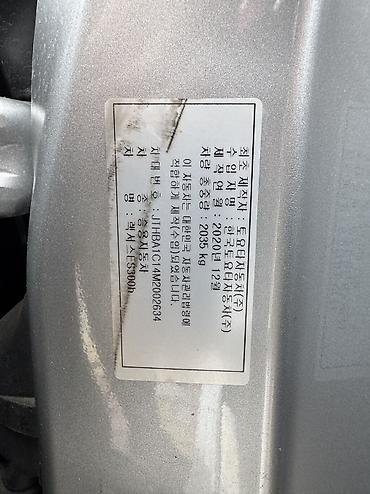 최초 제작자 : 토요타자동차(주)
수입자명 : 한국토요타자동차(주)
제작연월 : 2020년 12월
차량 총중량 : 2035 kg
이 자동차는 대한민국 자동차관리법령에
적합하게 제작(수입)되었습니다.
차 대 번 호 : JTHBA1C14M2002634
차 종 : 승용자동차
차 명 : 렉서스ES300h